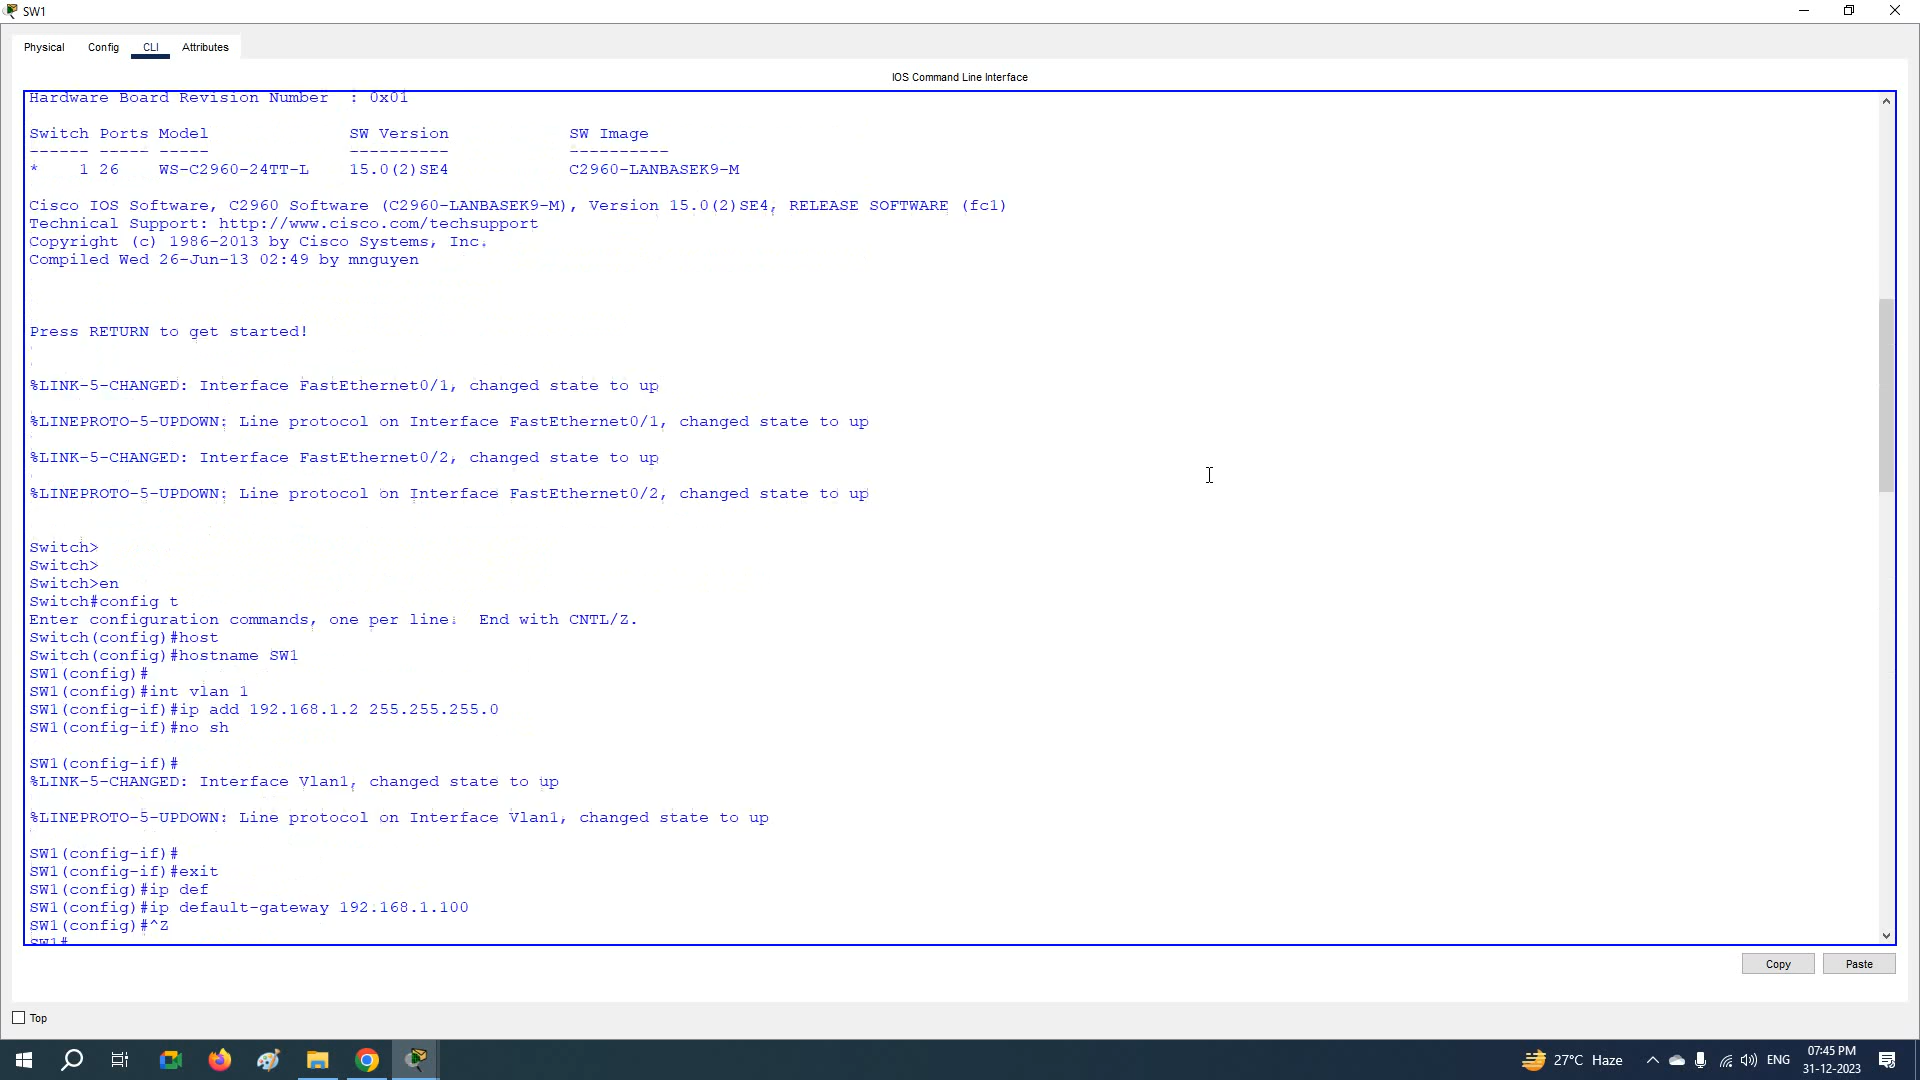 SW1
Physical Config CLI Attributes
IOS Command Line Interface
Hardware Board Revision Number  : 0x01
Switch Ports Model              SW Version            SW Image
------ ----- -----              ----------            ----------
*    1 26    WS-C2960-24TT-L    15.0(2)SE4            C2960-LANBASEK9-M
Cisco IOS Software, C2960 Software (C2960-LANBASEK9-M), Version 15.0(2)SE4, RELEASE SOFTWARE (fc1)
Technical Support: http://www.cisco.com/techsupport
Copyright (c) 1986-2013 by Cisco Systems, Inc.
Compiled Wed 26-Jun-13 02:49 by mnguyen
Press RETURN to get started!
%LINK-5-CHANGED: Interface FastEthernet0/1, changed state to up
%LINEPROTO-5-UPDOWN: Line protocol on Interface FastEthernet0/1, changed state to up
%LINK-5-CHANGED: Interface FastEthernet0/2, changed state to up
%LINEPROTO-5-UPDOWN: Line protocol on Interface FastEthernet0/2, changed state to up
Switch>
Switch>
Switch>en
Switch#config t
Enter configuration commands, one per line.  End with CNTL/Z.
Switch(config)#host
Switch(config)#hostname SW1
SW1(config)#
SW1(config)#int vlan 1
SW1(config-if)#ip add 192.168.1.2 255.255.255.0
SW1(config-if)#no sh
SW1(config-if)#
%LINK-5-CHANGED: Interface Vlan1, changed state to up
%LINEPROTO-5-UPDOWN: Line protocol on Interface Vlan1, changed state to up
SW1(config-if)#
SW1(config-if)#exit
SW1(config)#ip def
SW1(config)#ip default-gateway 192.168.1.100
SW1(config)#^Z
SW1#
Copy Paste
Top
27°C Haze ENG 07:45 PM
31-12-2023